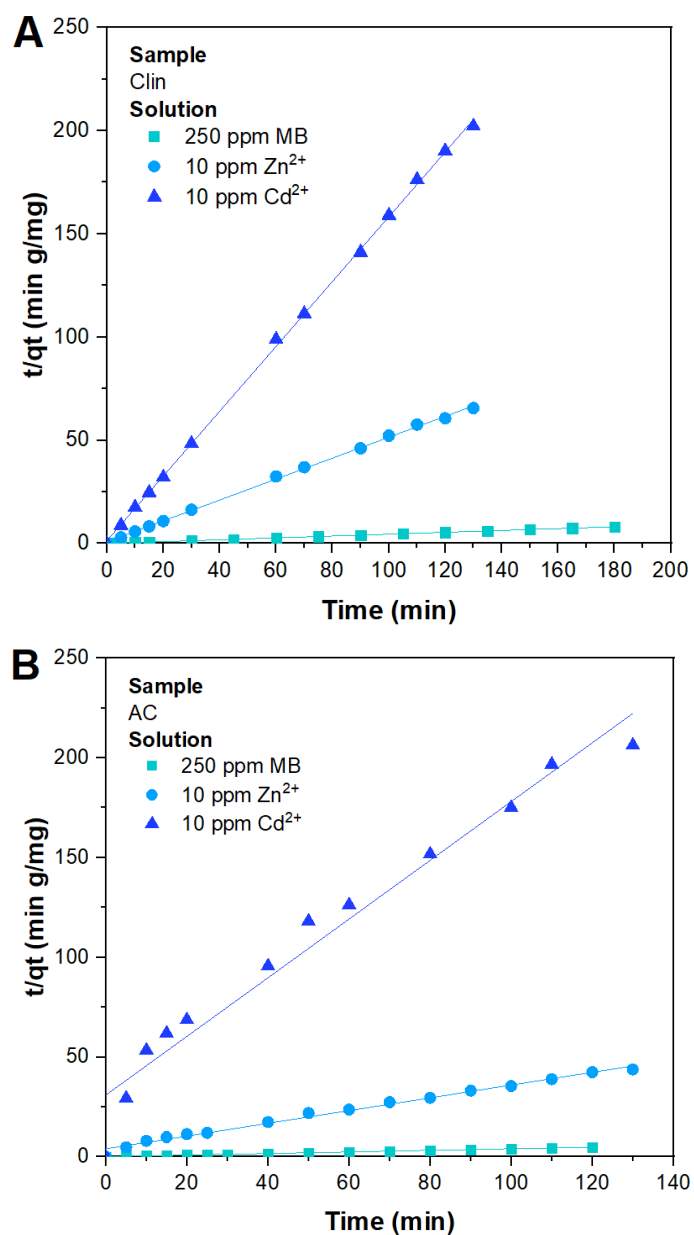 A
Sample
Clin
Solution
250 ppm MB
10 ppm Zn²⁺
10 ppm Cd²⁺
250
200
150
100
50
0
t/qt (min g/mg)
0 20 40 60 80 100 120 140 160 180 200
Time (min)
B
Sample
AC
Solution
250 ppm MB
10 ppm Zn²⁺
10 ppm Cd²⁺
250
200
150
100
50
0
t/qt (min g/mg)
0 20 40 60 80 100 120 140
Time (min)